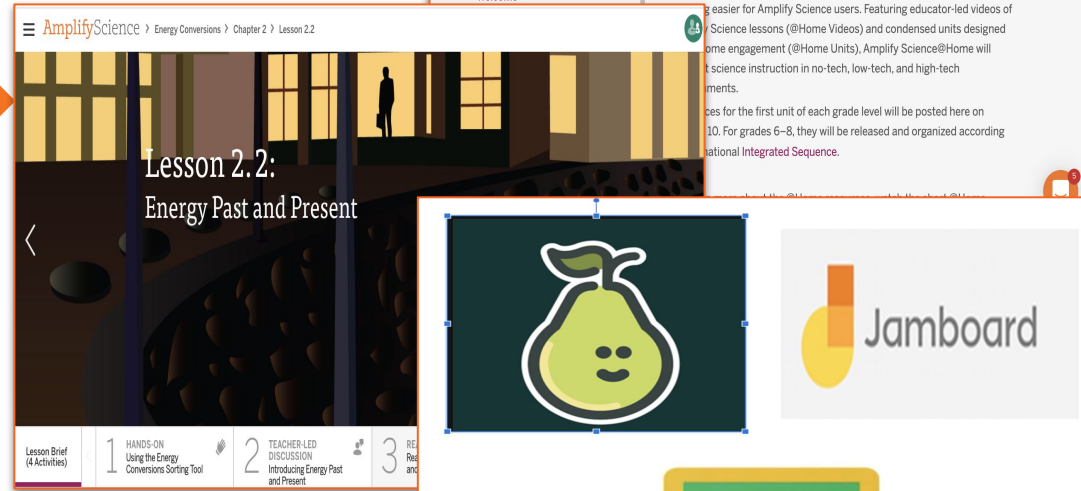 AmplifyScience > Energy Conversions > Chapter 2 > Lesson 2.2
Lesson 2.2:
Energy Past and Present
Lesson Brief
(4 Activities)
1
HANDS-ON
Using the Energy
Conversions Sorting Tool
2
TEACHER-LED
DISCUSSION
Introducing Energy Past
and Present
3
easier for Amplify Science users. Featuring educator-led videos of
Science lessons (@Home Videos) and condensed units designed
engagement (@Home Units), Amplify Science@Home will
science instruction in no-tech, low-tech, and high-tech
for the first unit of each grade level will be posted here on
10. For grades 6–8, they will be released and organized according
Integrated Sequence.
5
Jamboard